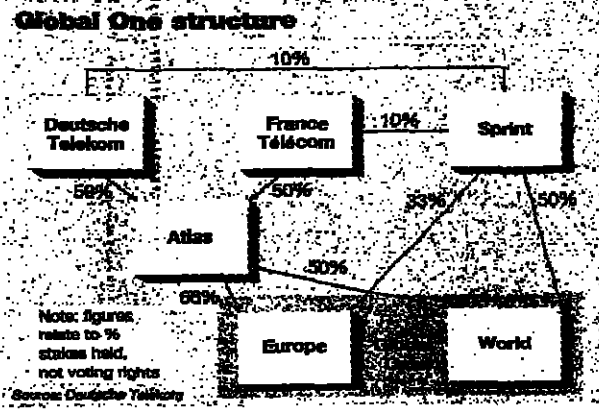 Global One structure
10%
Deutsche
Telekom
France
Télécom
10%
Sprint
50%
50%
33%
50%
Atlas
50%
66%
Europe
World
Note: figures
relate to %
stakes held,
not voting rights
Source: Deutsche Telekom